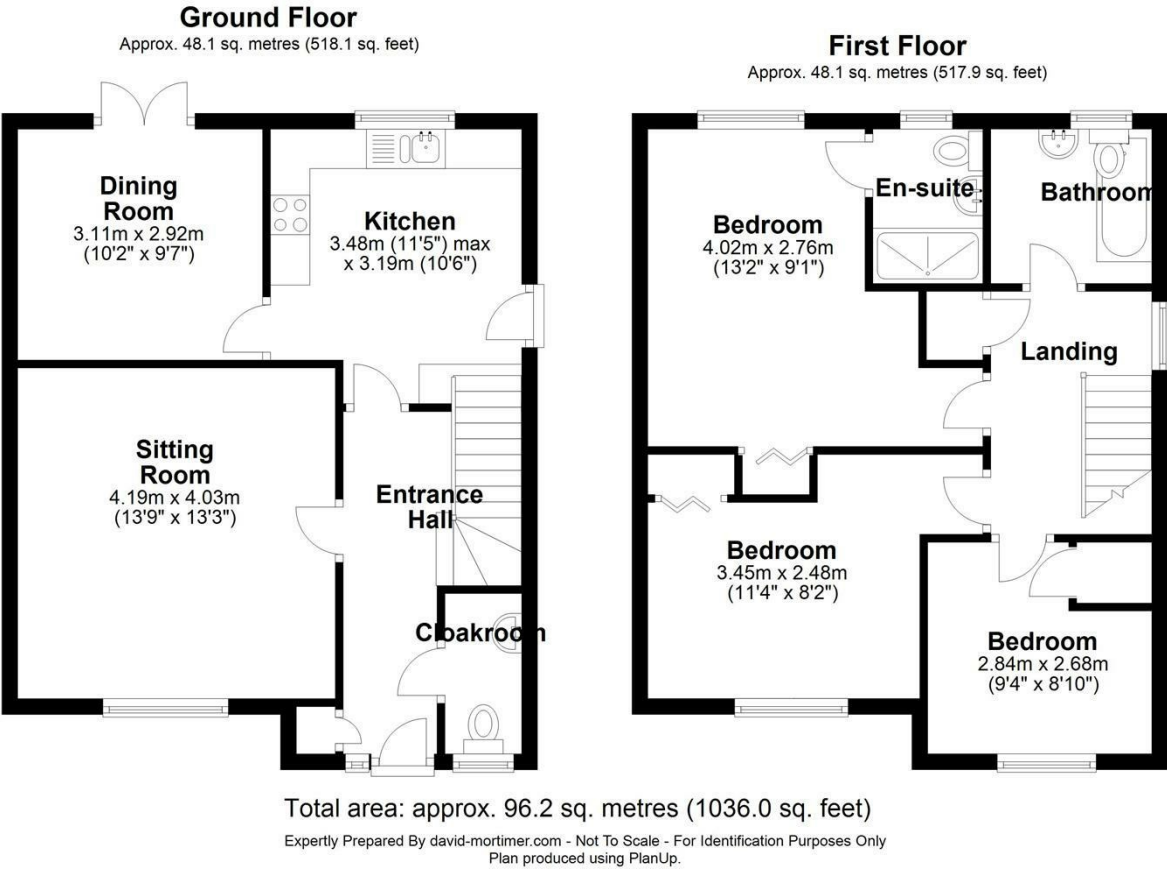 Ground Floor
Approx. 48.1 sq. metres (518.1 sq. feet)
Dining
Room
3.11m x 2.92m
(10'2" x 9'7")
Kitchen
3.48m (11'5") max
x 3.19m (10'6")
Sitting
Room
4.19m x 4.03m
(13'9" x 13'3")
Entrance
Hall
Cloakroom
First Floor
Approx. 48.1 sq. metres (517.9 sq. feet)
Bedroom
4.02m x 2.76m
(13'2" x 9'1")
En-suite
Bathroom
Landing
Bedroom
3.45m x 2.48m
(11'4" x 8'2")
Bedroom
2.84m x 2.68m
(9'4" x 8'10")
Total area: approx. 96.2 sq. metres (1036.0 sq. feet)
Expertly Prepared By david-mortimer.com - Not To Scale - For Identification Purposes Only
Plan produced using PlanUp.